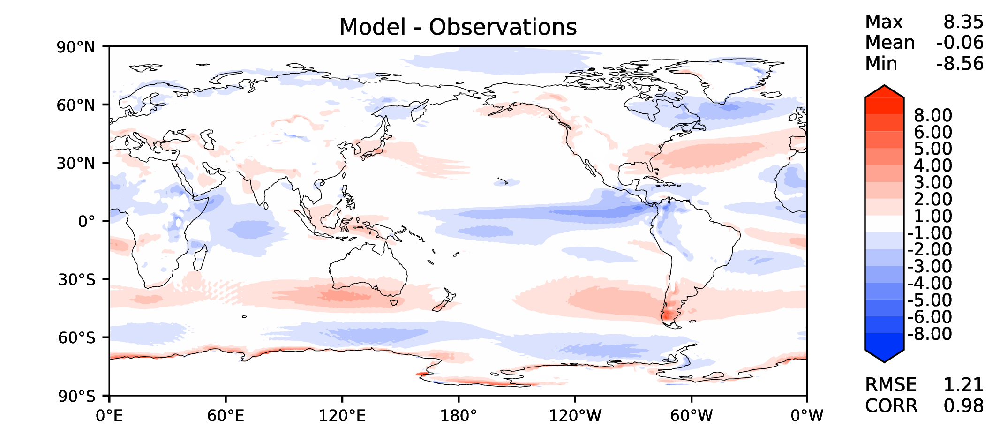 Model - Observations
Max 8.35
Mean -0.06
Min -8.56
90°N
60°N
30°N
0°
30°S
60°S
90°S
0°E 60°E 120°E 180° 120°W 60°W 0°W
8.00
6.00
5.00
4.00
3.00
2.00
1.00
-1.00
-2.00
-3.00
-4.00
-5.00
-6.00
-8.00
RMSE 1.21
CORR 0.98